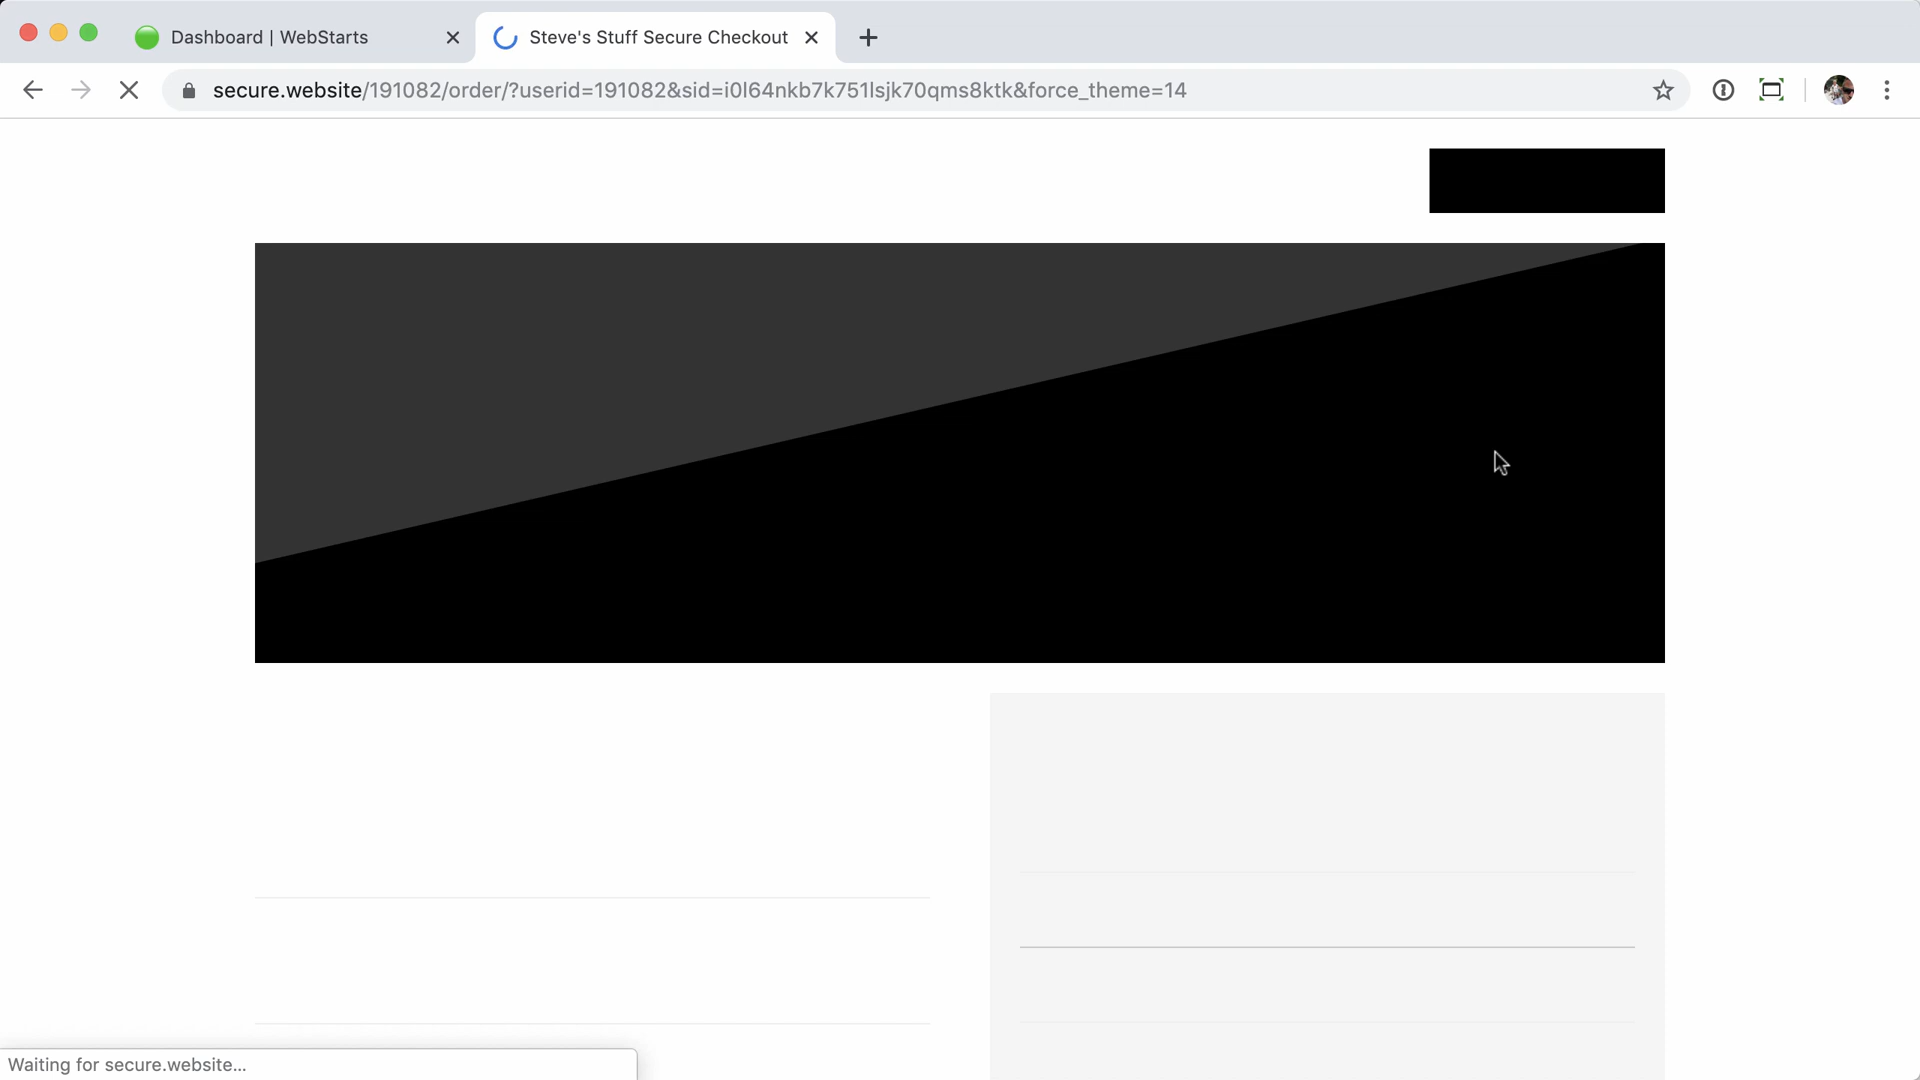 Dashboard | WebStarts
Steve's Stuff Secure Checkout
secure.website/191082/order/?userid=191082&sid=i0l64nkb7k751lsjk70qms8ktk&force_theme=14
Waiting for secure.website...